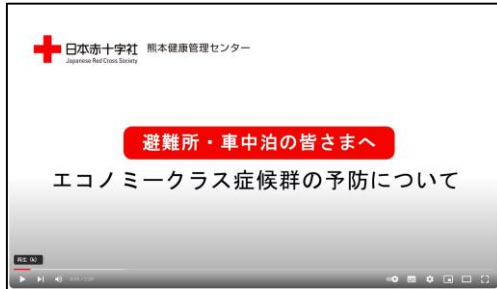 日本赤十字社 熊本健康管理センター
Japanese Red Cross Society
避難所・車中泊の皆さまへ
エコノミークラス症候群の予防について
再生 (k)